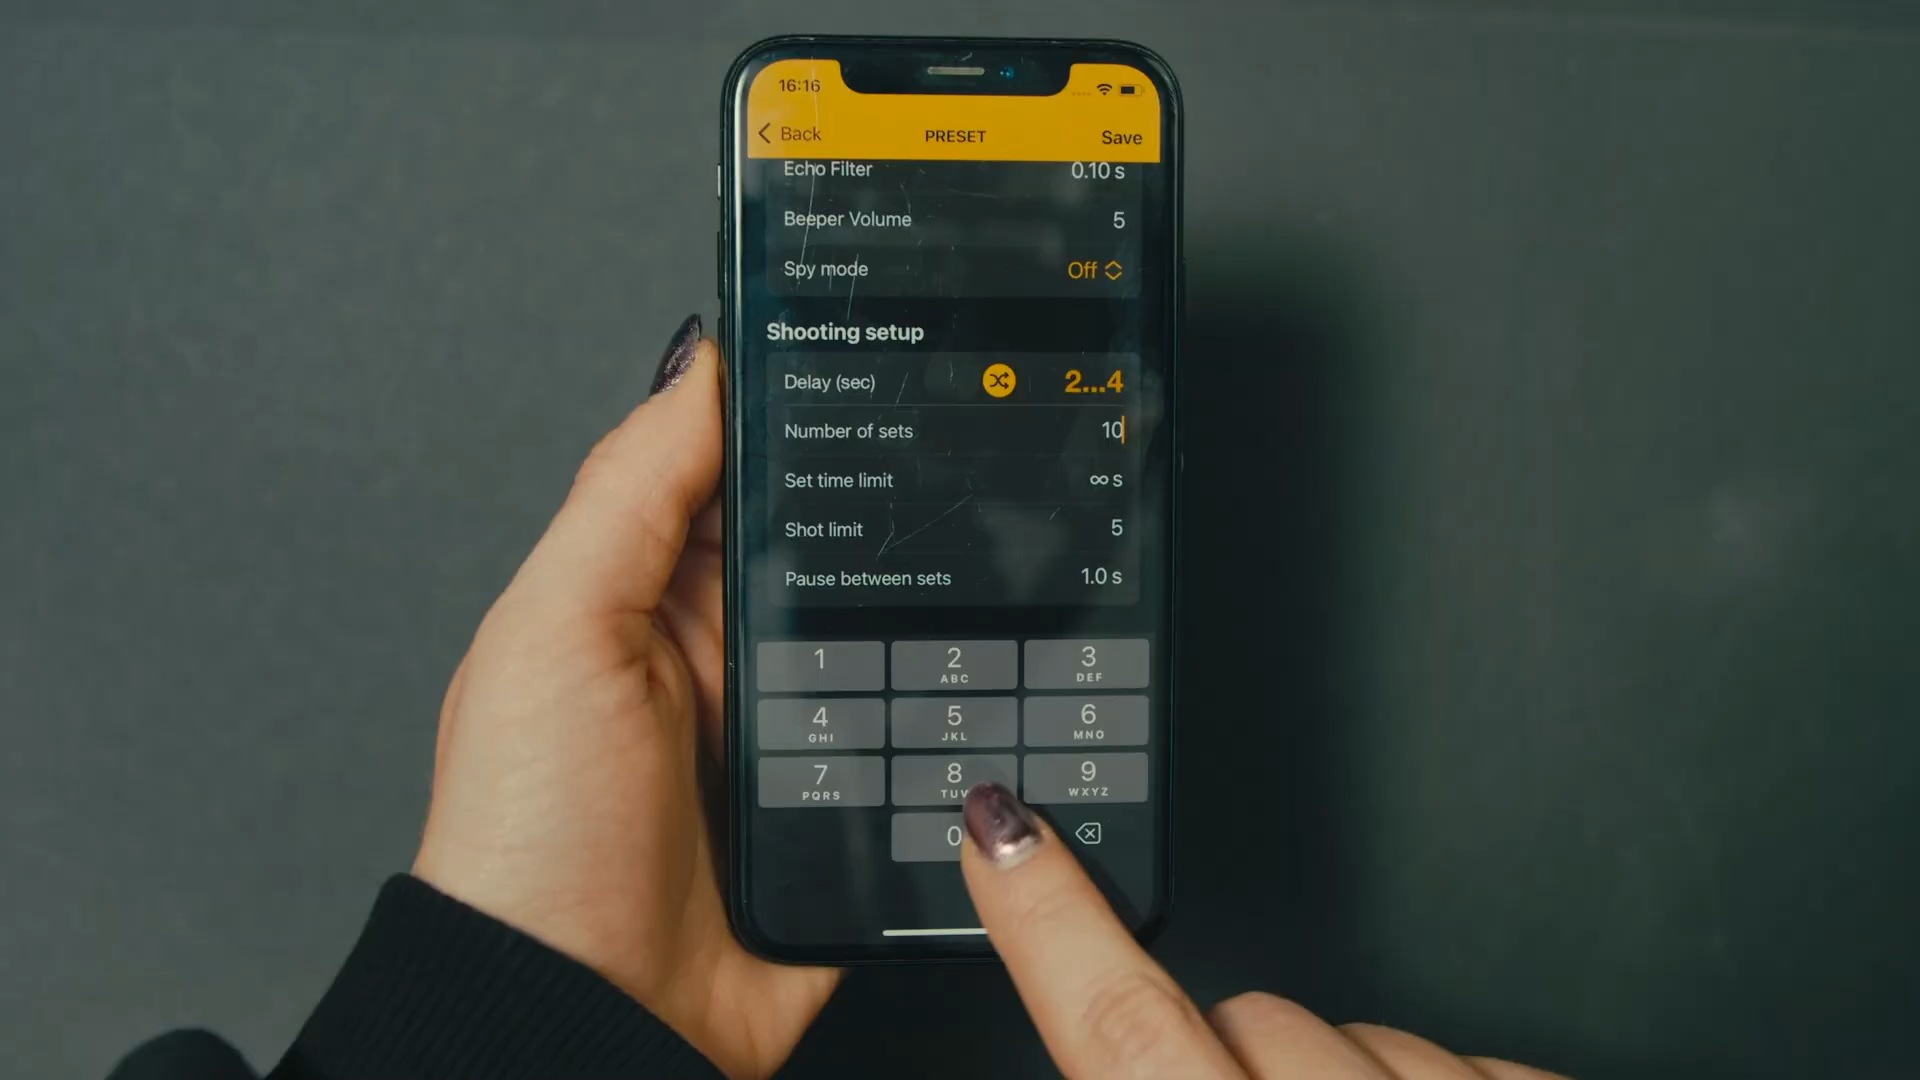 16:16
Back PRESET Save
Echo Filter 0.10 s
Beeper Volume 5
Spy mode Off
Shooting setup
Delay (sec) 2...4
Number of sets 10
Set time limit ∞ s
Shot limit 5
Pause between sets 1.0 s
1 2 3
ABC DEF
4 5 6
GHI JKL MNO
7 8 9
PQRS TUV WXYZ
0